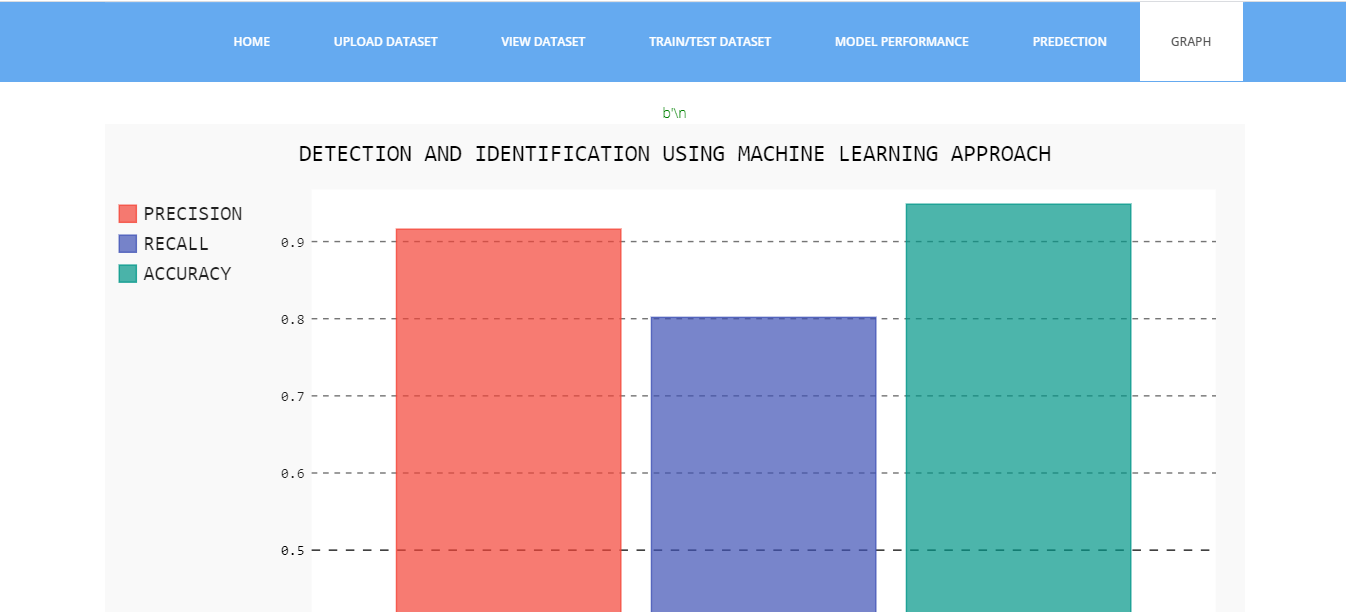 HOME UPLOAD DATASET VIEW DATASET TRAIN/TEST DATASET MODEL PERFORMANCE PREDECTION GRAPH
b'\n
DETECTION AND IDENTIFICATION USING MACHINE LEARNING APPROACH
PRECISION
RECALL
ACCURACY
0.9
0.8
0.7
0.6
0.5